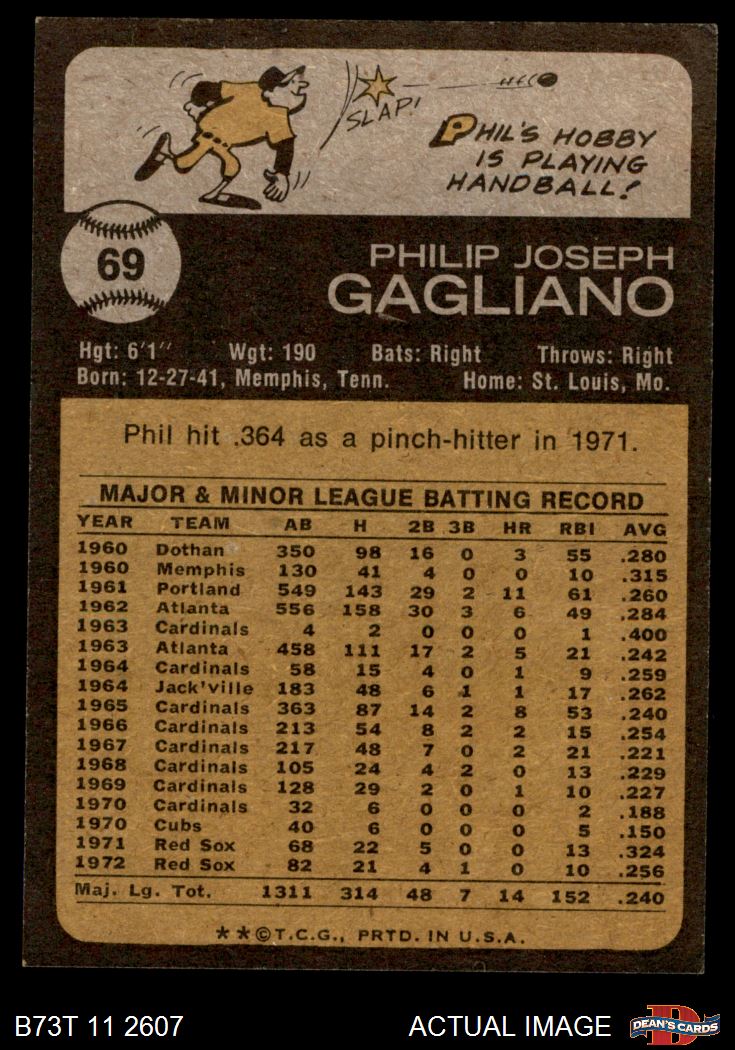 SLAP!
PHIL'S HOBBY
IS PLAYING
HANDBALL!
69
PHILIP JOSEPH
GAGLIANO
Hgt: 6'1" Wgt: 190 Bats: Right Throws: Right
Born: 12-27-41, Memphis, Tenn. Home: St. Louis, Mo.
Phil hit .364 as a pinch-hitter in 1971.
MAJOR & MINOR LEAGUE BATTING RECORD
YEAR TEAM AB H 2B 3B HR RBI AVG
1960 Dothan 350 98 16 0 3 55 .280
1960 Memphis 130 41 4 0 0 10 .315
1961 Portland 549 143 29 2 11 61 .260
1962 Atlanta 556 158 30 3 6 49 .284
1963 Cardinals 4 2 0 0 0 1 .400
1963 Atlanta 458 111 17 2 5 21 .242
1964 Cardinals 58 15 4 0 1 9 .259
1964 Jack'ville 183 48 6 1 1 17 .262
1965 Cardinals 363 87 14 2 8 53 .240
1966 Cardinals 213 54 8 2 2 15 .254
1967 Cardinals 217 48 7 0 2 21 .221
1968 Cardinals 105 24 4 2 0 13 .229
1969 Cardinals 128 29 2 0 1 10 .227
1970 Cardinals 32 6 0 0 0 2 .188
1970 Cubs 40 6 0 0 0 5 .150
1971 Red Sox 68 22 5 0 0 13 .324
1972 Red Sox 82 21 4 1 0 10 .256
Maj. Lg. Tot. 1311 314 48 7 14 152 .240
**©T.C.G., PRTD. IN U.S.A.
B73T 11 2607 ACTUAL IMAGE D DEAN'S CARDS